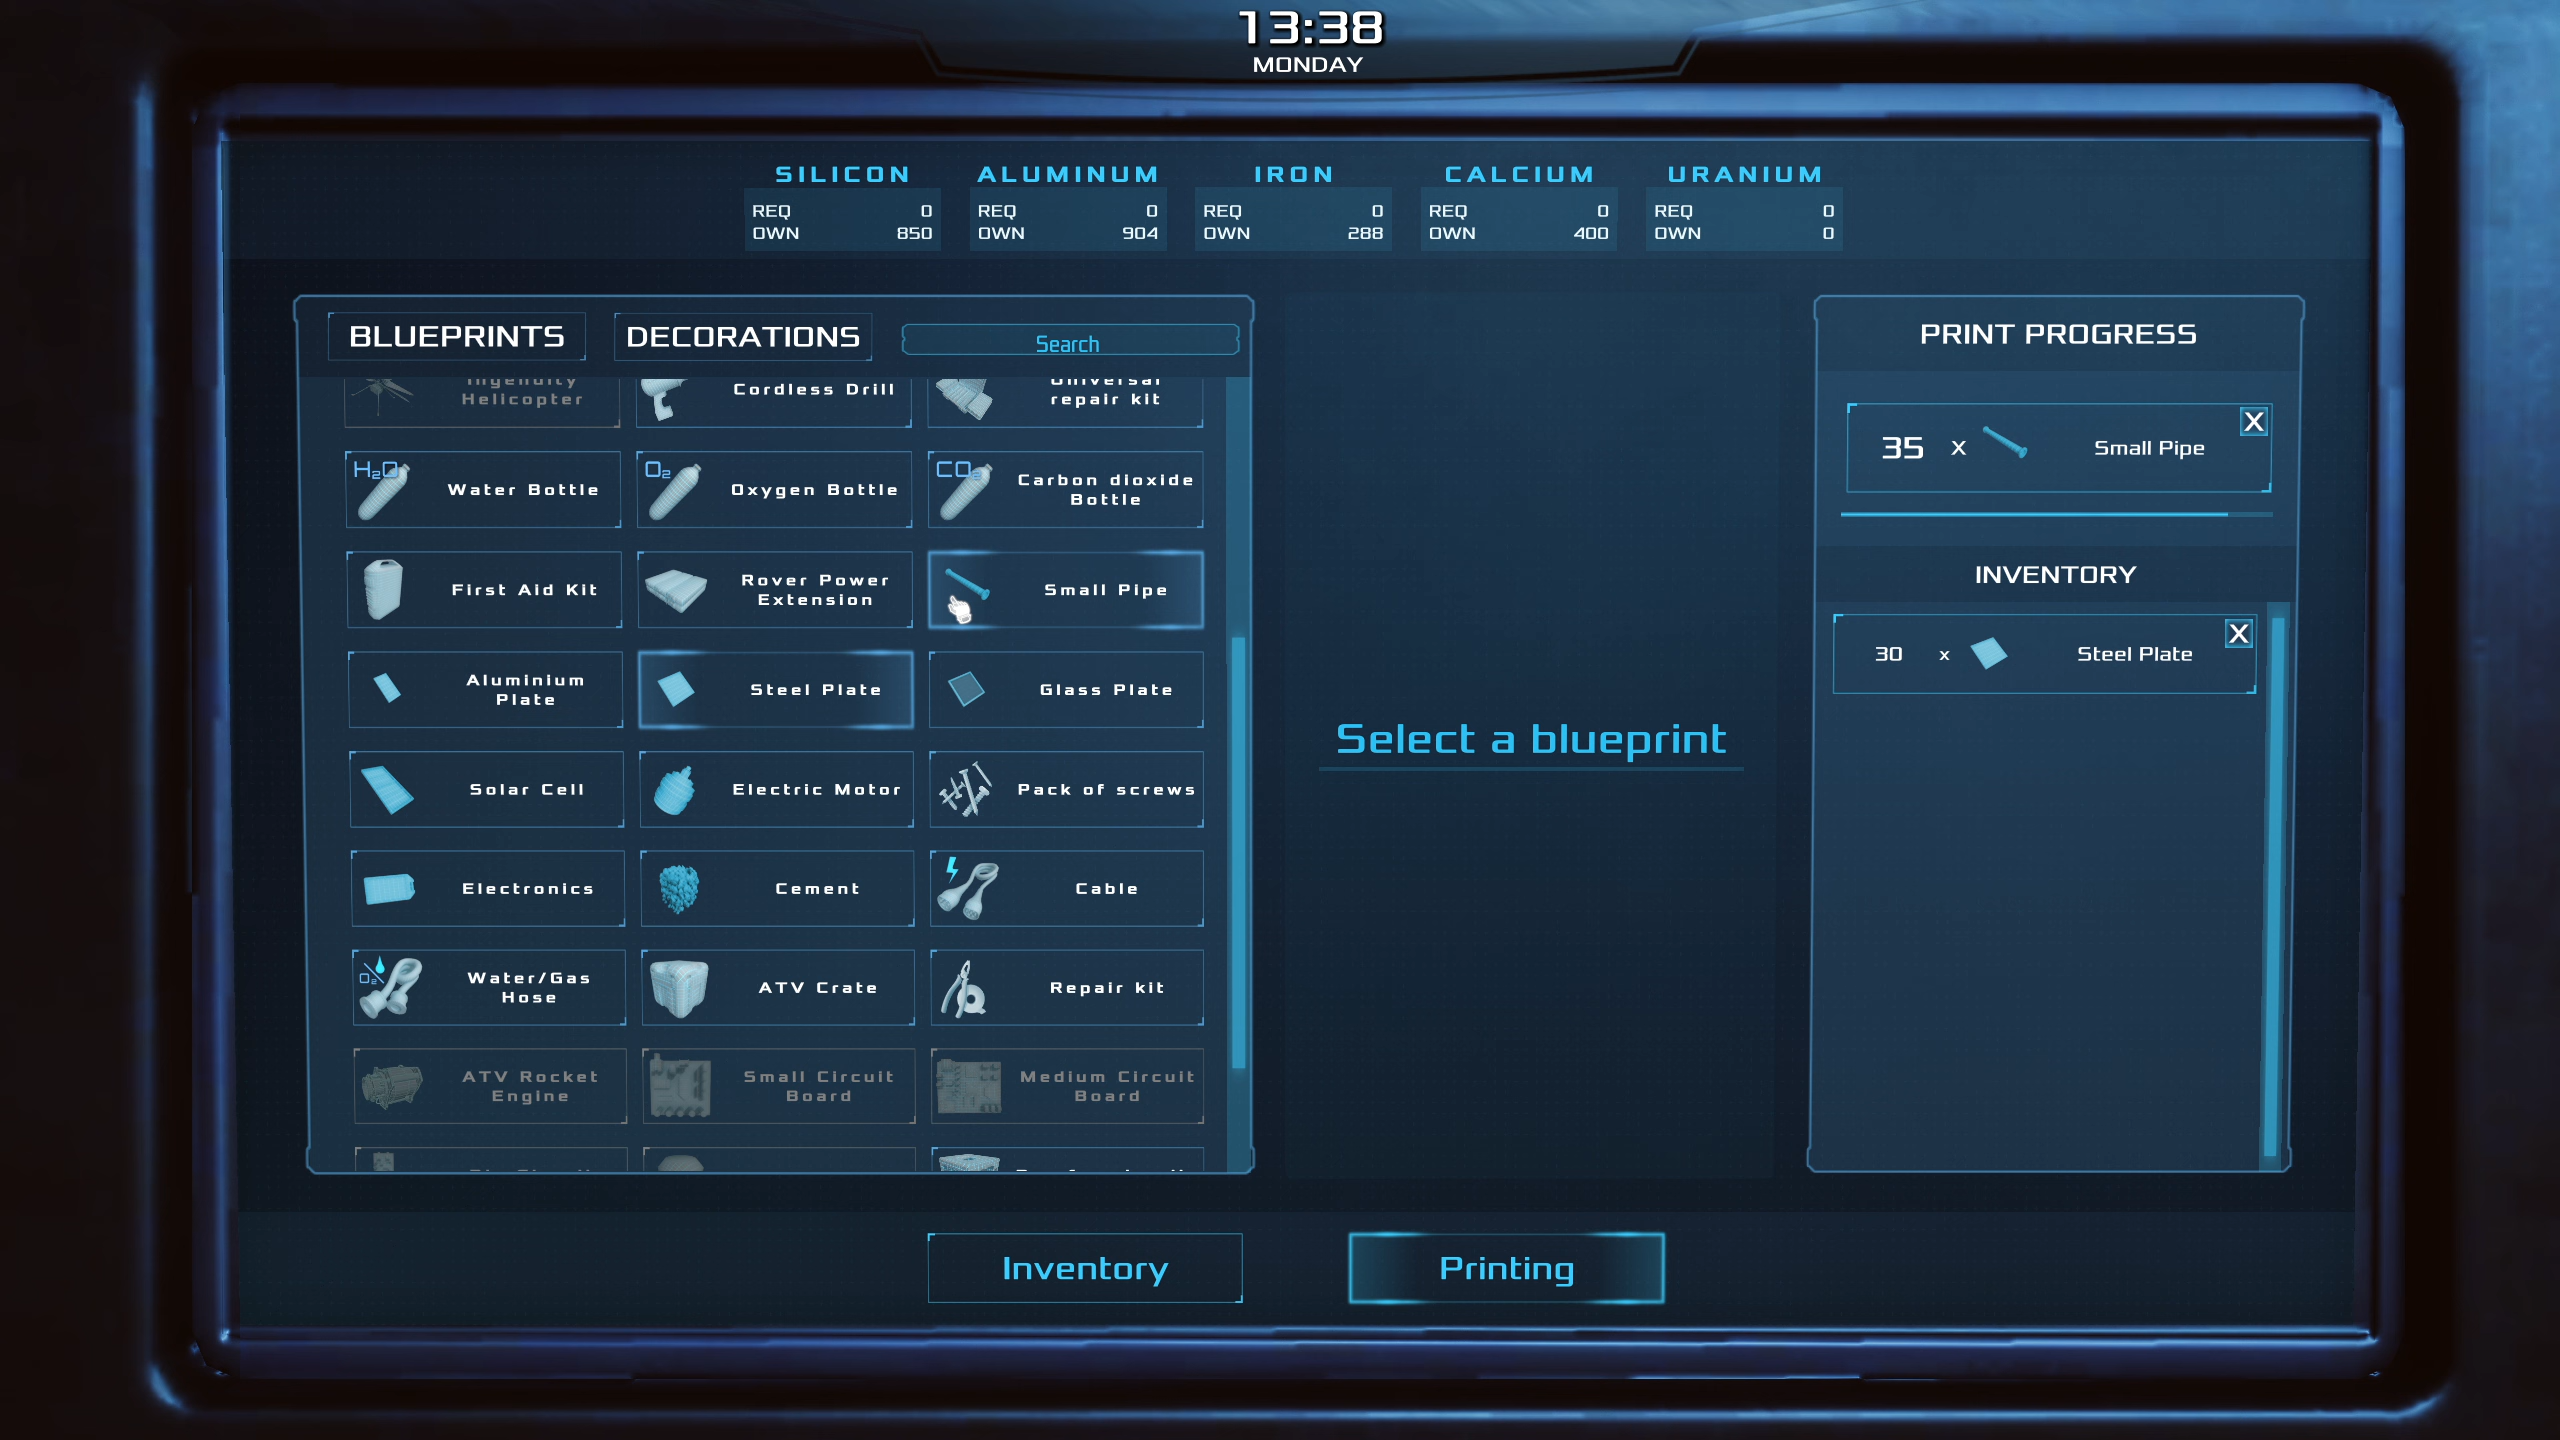 13:38
MONDAY
SILICON
REQ 0
OWN 850
ALUMINUM
REQ 0
OWN 904
IRON
REQ 0
OWN 288
CALCIUM
REQ 0
OWN 400
URANIUM
REQ 0
OWN 0
BLUEPRINTS
DECORATIONS
Search
Ingenuity
Helicopter
Cordless Drill
Universal
repair kit
H₂O
Water Bottle
O₂
Oxygen Bottle
CO₂
Carbon dioxide
Bottle
First Aid Kit
Rover Power
Extension
Small Pipe
Aluminium
Plate
Steel Plate
Glass Plate
Solar Cell
Electric Motor
Pack of screws
Electronics
Cement
Cable
O₂
Water/Gas
Hose
ATV Crate
Repair kit
ATV Rocket
Engine
Small Circuit
Board
Medium Circuit
Board
Select a blueprint
PRINT PROGRESS
35 x Small Pipe
X
INVENTORY
30 x Steel Plate
X
Inventory
Printing